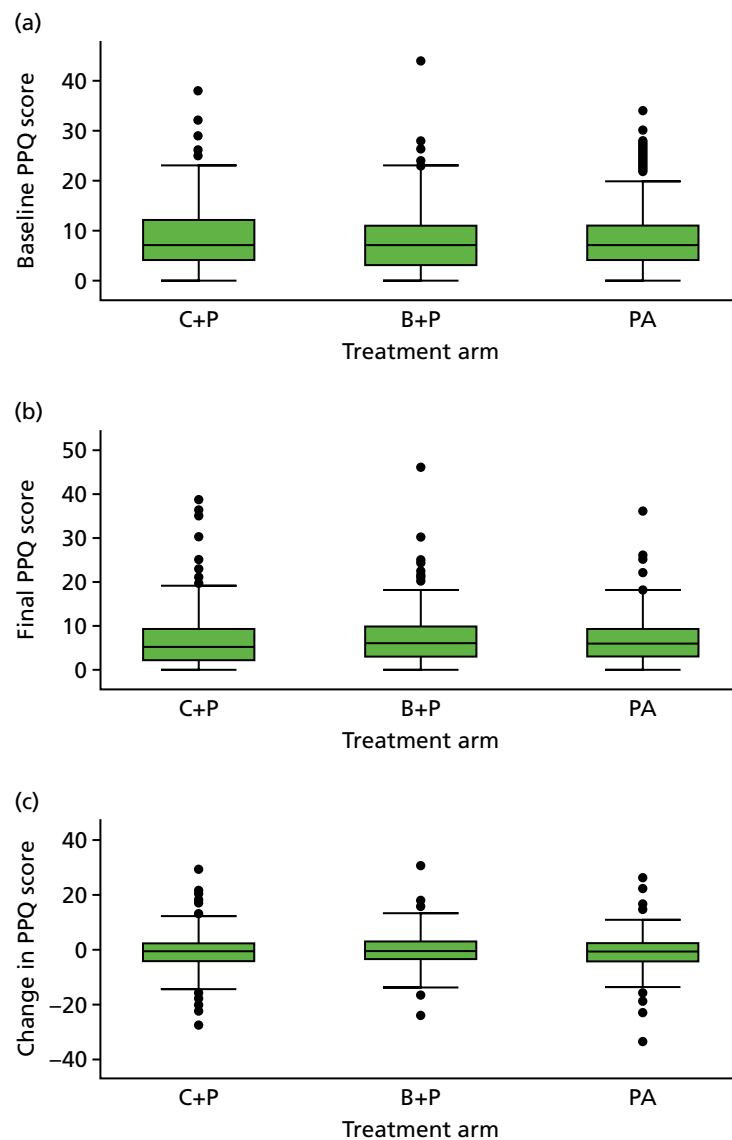 (a)
Baseline PPQ score
40
30
20
10
0
C+P B+P PA
Treatment arm
(b)
Final PPQ score
50
40
30
20
10
0
C+P B+P PA
Treatment arm
(c)
Change in PPQ score
40
20
0
−20
−40
C+P B+P PA
Treatment arm